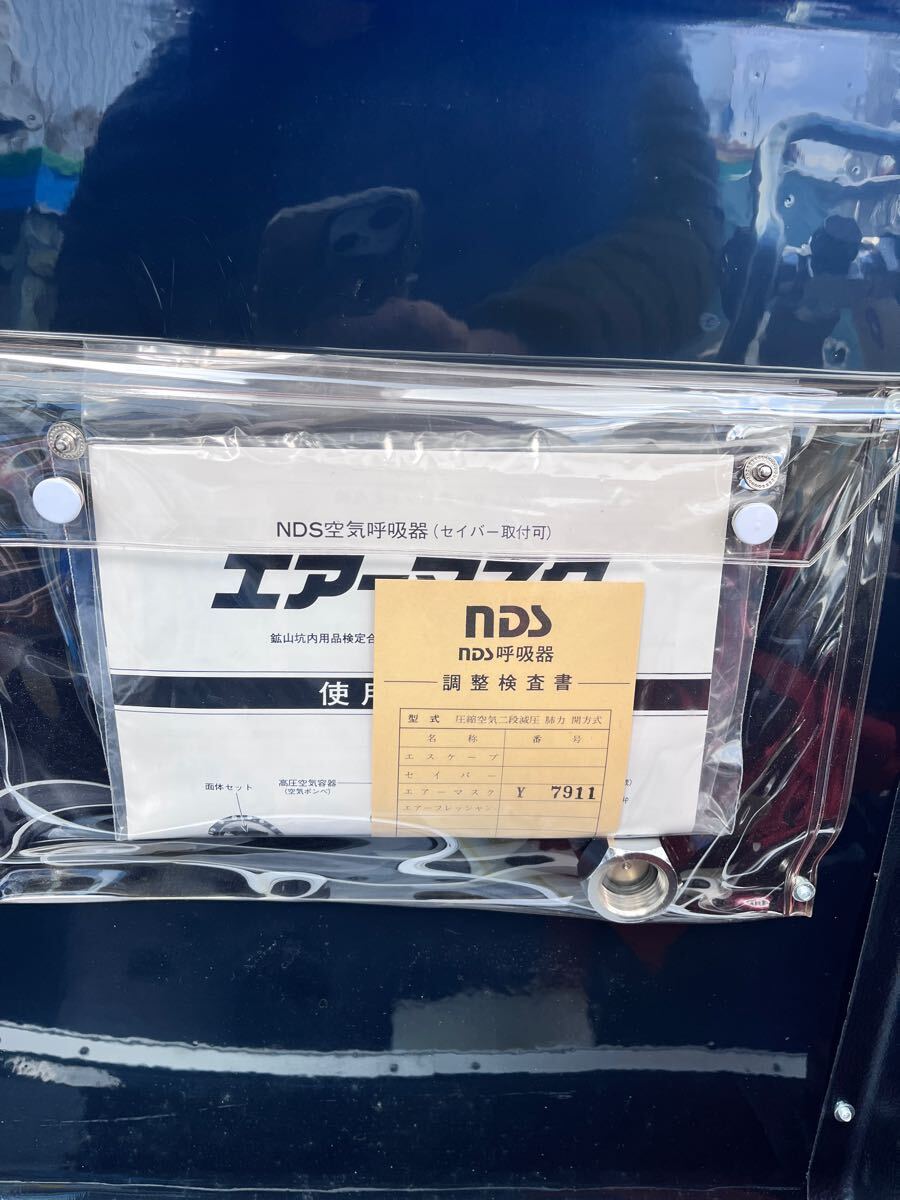 NDS空気呼吸器(セイバー取付可)
エアーマスク
鉱山坑内用品検定合
使用
面体セット
高圧空気容器
(空気ボンベ)
NDS
NDS呼吸器
調整検査書
型式 圧縮空気二段減圧 肺力 開方式
名称 番号
エスケープ
セイバー
エアーマスク Y 7911
エアーフレッシャン